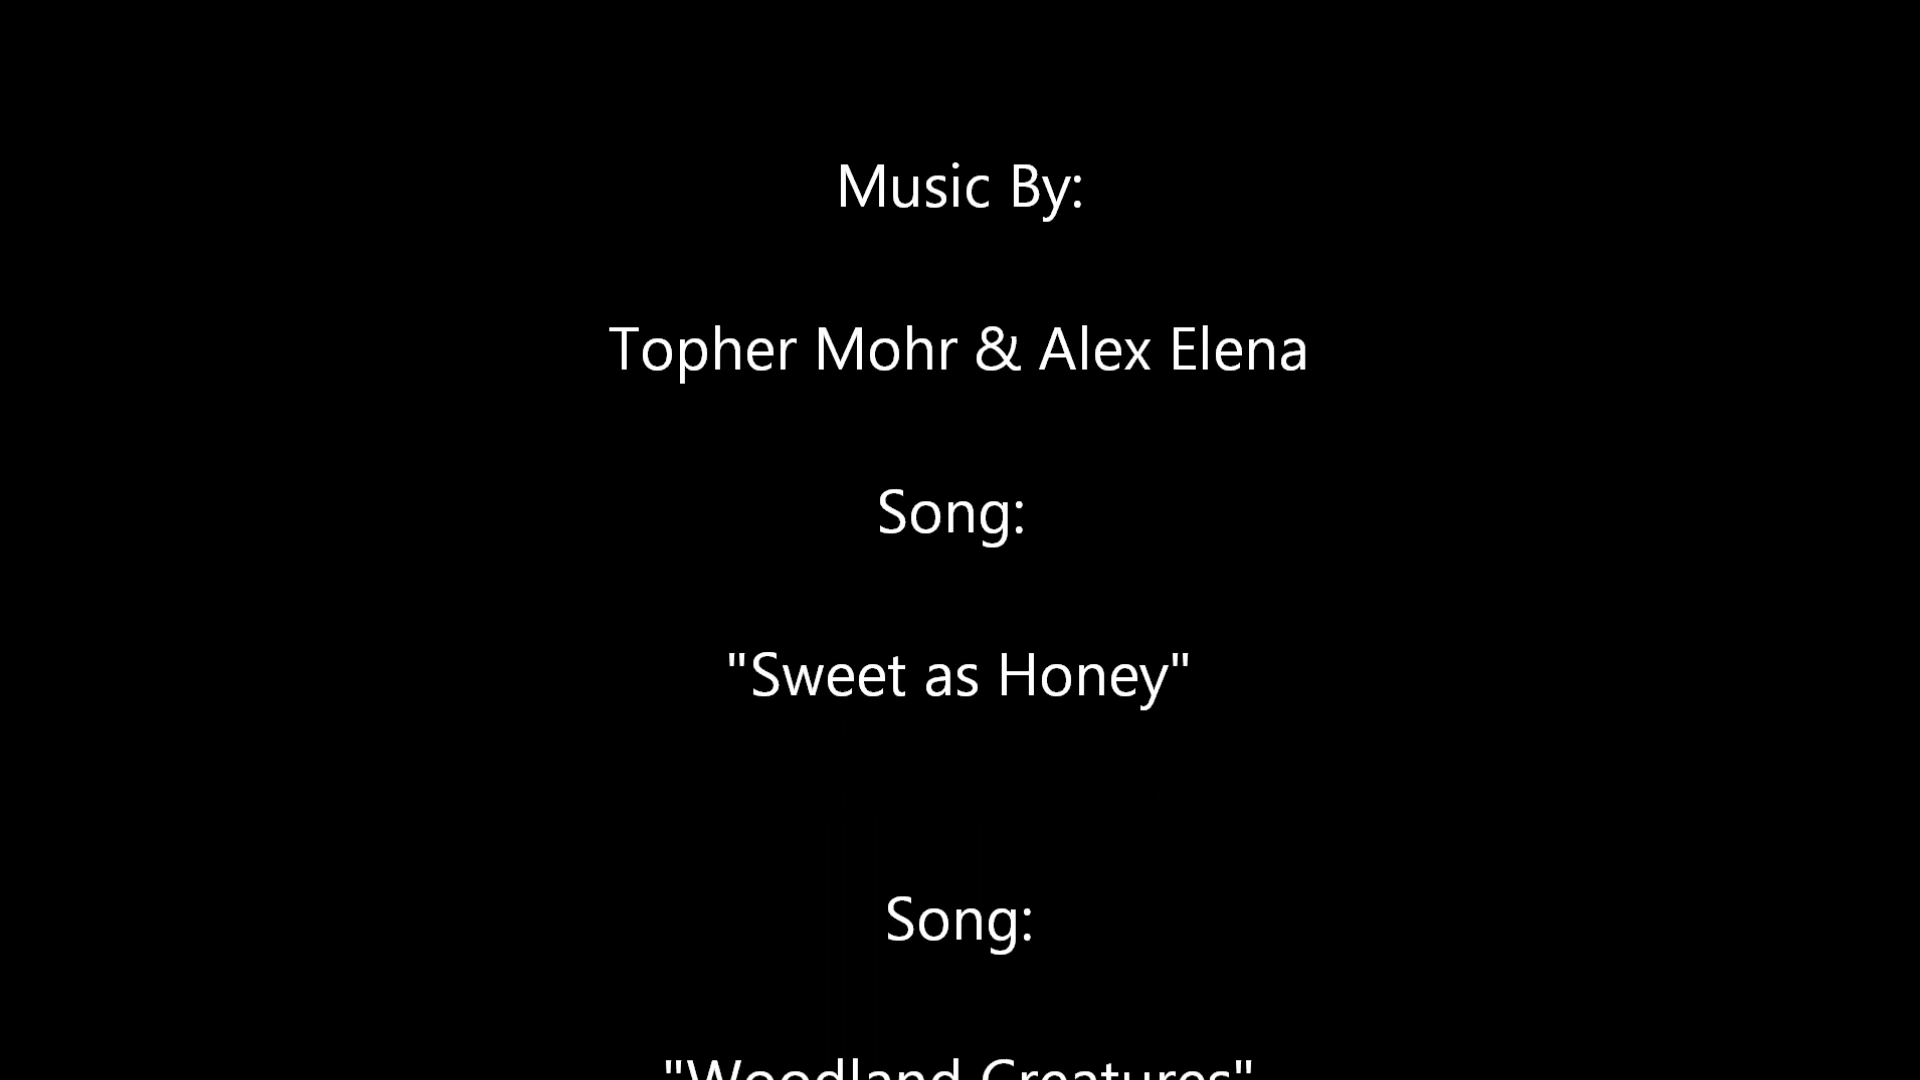 Music By:
Topher Mohr & Alex Elena
Song:
"Sweet as Honey"
Song:
"Woodland Creatures"